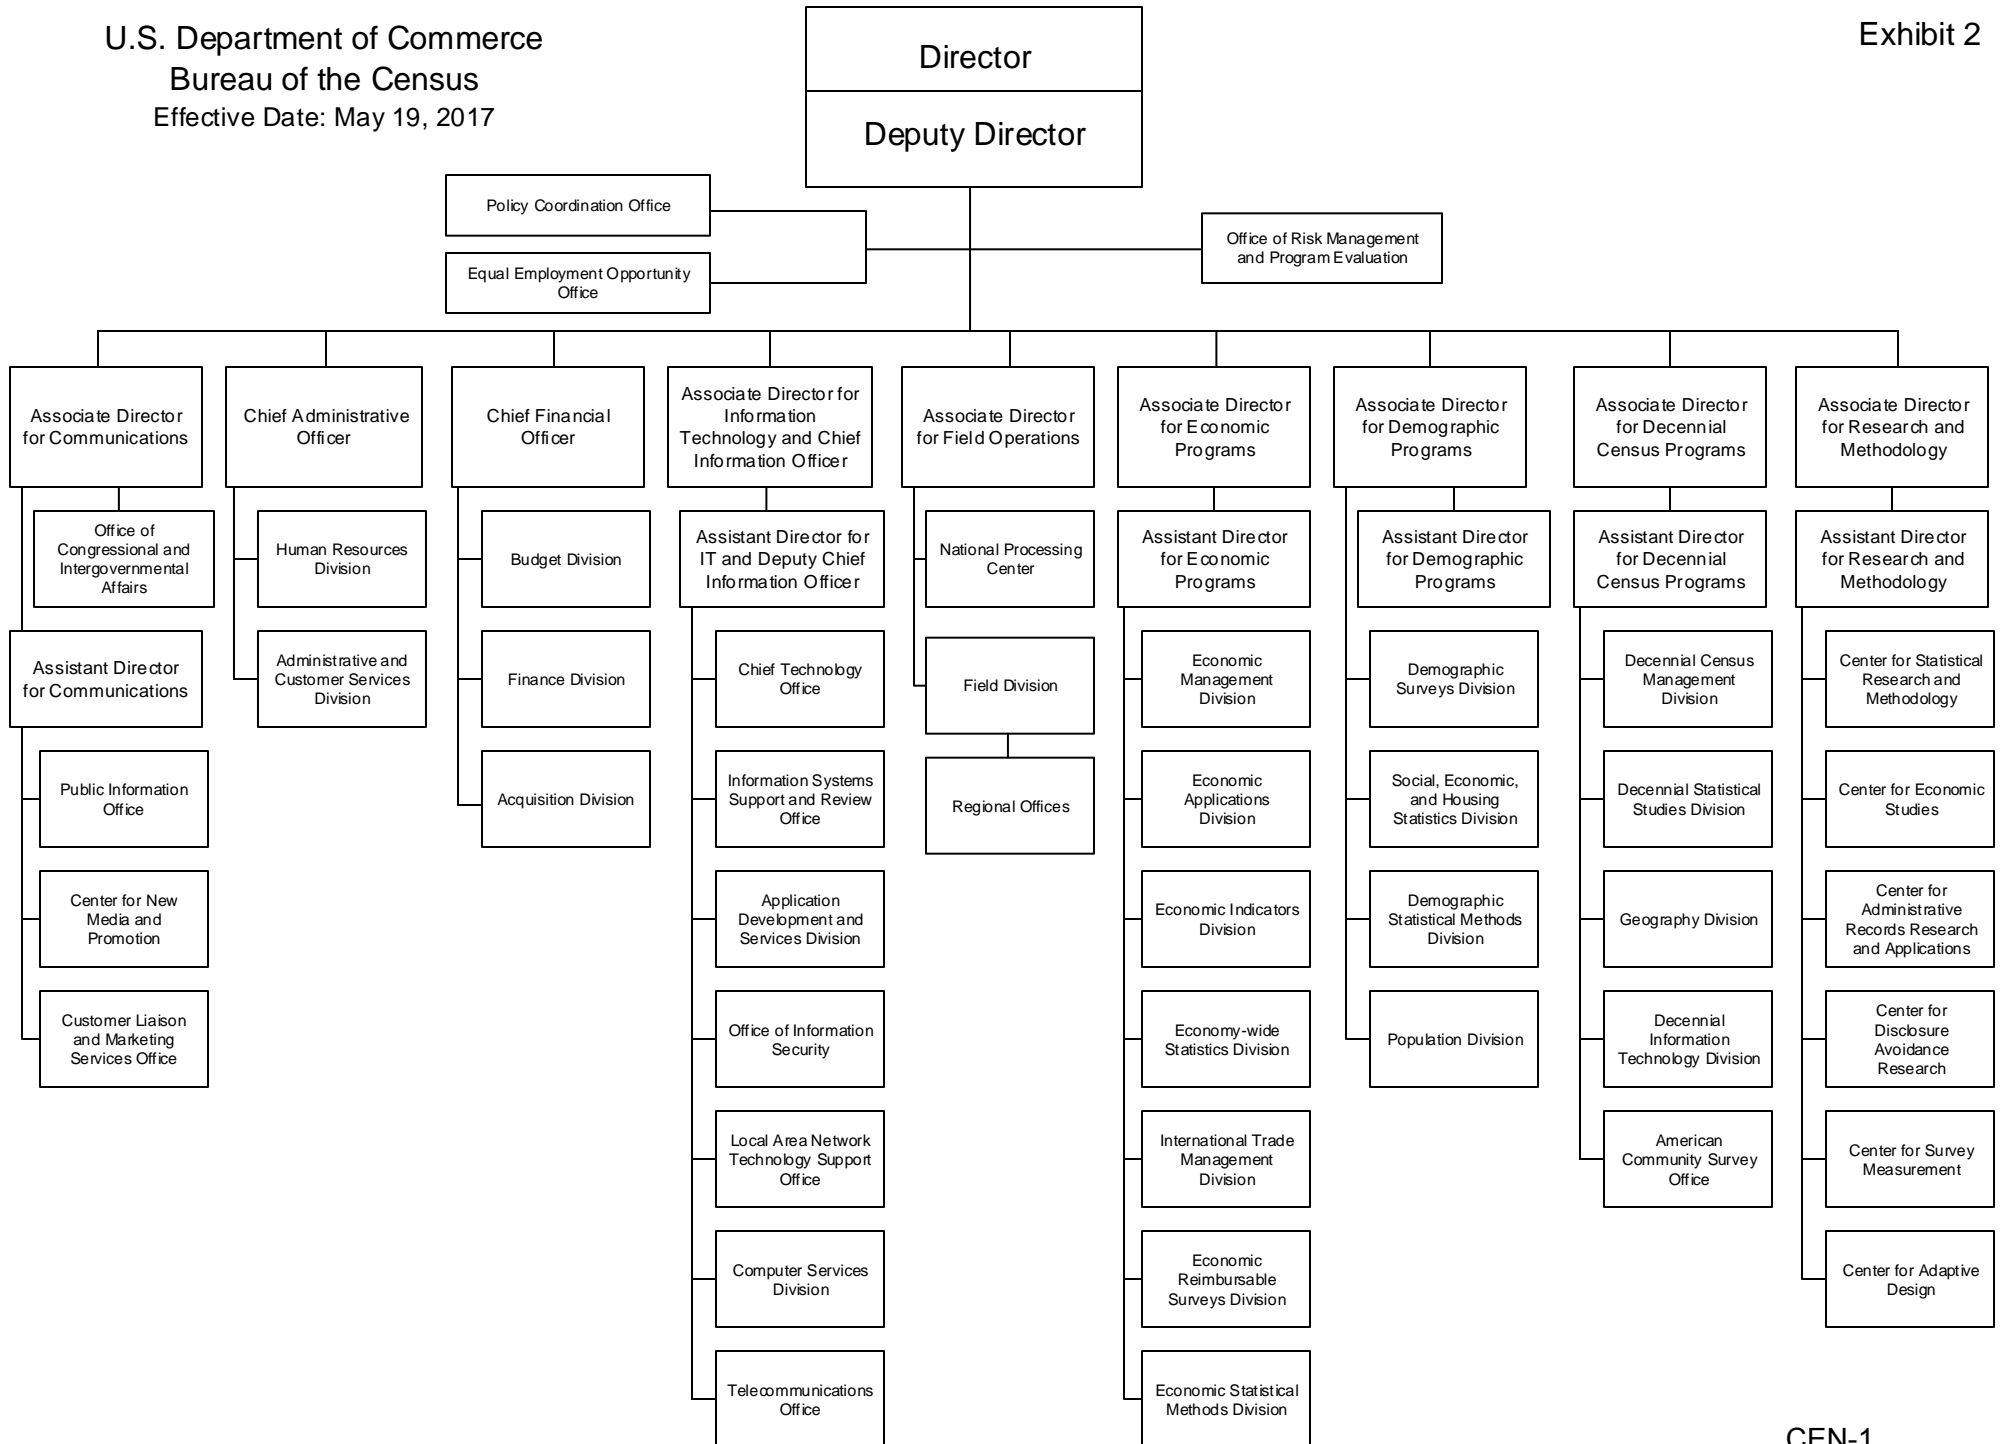 U.S. Department of Commerce
Bureau of the Census
Effective Date: May 19, 2017
Exhibit 2
Director
Deputy Director
Policy Coordination Office
Equal Employment Opportunity
Office
Office of Risk Management
and Program Evaluation
Associate Director
for Communications
Chief Administrative
Officer
Chief Financial
Officer
Associate Director for
Information
Technology and Chief
Information Officer
Associate Director
for Field Operations
Associate Director
for Economic
Programs
Associate Director
for Demographic
Programs
Associate Director
for Decennial
Census Programs
Associate Director
for Research and
Methodology
Office of
Congressional and
Intergovernmental
Affairs
Human Resources
Division
Budget Division
Assistant Director for
IT and Deputy Chief
Information Officer
National Processing
Center
Assistant Director
for Economic
Programs
Assistant Director
for Demographic
Programs
Assistant Director
for Decennial
Census Programs
Assistant Director
for Research and
Methodology
Assistant Director
for Communications
Administrative and
Customer Services
Division
Finance Division
Chief Technology
Office
Field Division
Economic
Management
Division
Demographic
Surveys Division
Decennial Census
Management
Division
Center for Statistical
Research and
Methodology
Public Information
Office
Acquisition Division
Information Systems
Support and Review
Office
Regional Offices
Economic
Applications
Division
Social, Economic,
and Housing
Statistics Division
Decennial Statistical
Studies Division
Center for Economic
Studies
Center for New
Media and
Promotion
Application
Development and
Services Division
Economic Indicators
Division
Demographic
Statistical Methods
Division
Geography Division
Center for
Administrative
Records Research
and Applications
Customer Liaison
and Marketing
Services Office
Office of Information
Security
Economy-wide
Statistics Division
Population Division
Decennial
Information
Technology Division
Center for
Disclosure
Avoidance
Research
Local Area Network
Technology Support
Office
International Trade
Management
Division
American
Community Survey
Office
Center for Survey
Measurement
Computer Services
Division
Economic
Reimbursable
Surveys Division
Center for Adaptive
Design
Telecommunications
Office
Economic Statistical
Methods Division
CEN-1